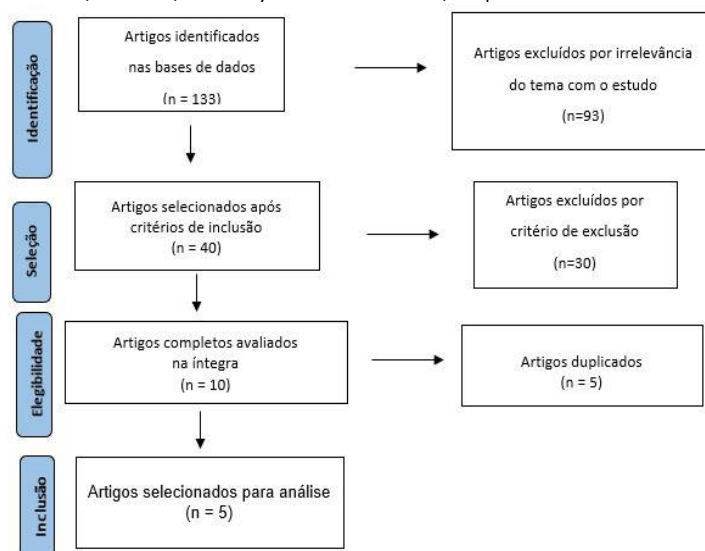 Identificação
Artigos identificados
nas bases de dados
(n = 133)
Artigos excluídos por irrelevância
do tema com o estudo
(n=93)
Seleção
Artigos selecionados após
critérios de inclusão
(n = 40)
Artigos excluídos por
critério de exclusão
(n=30)
Elegibilidade
Artigos completos avaliados
na íntegra
(n = 10)
Artigos duplicados
(n = 5)
Inclusão
Artigos selecionados para análise
(n = 5)